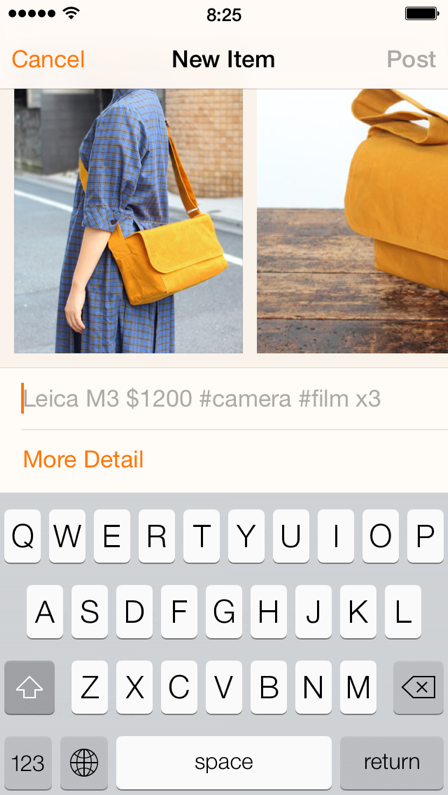 8:25
Cancel New Item Post
Leica M3 $1200 #camera #film x3
More Detail
Q W E R T Y U I O P
A S D F G H J K L
Z X C V B N M
123 space return